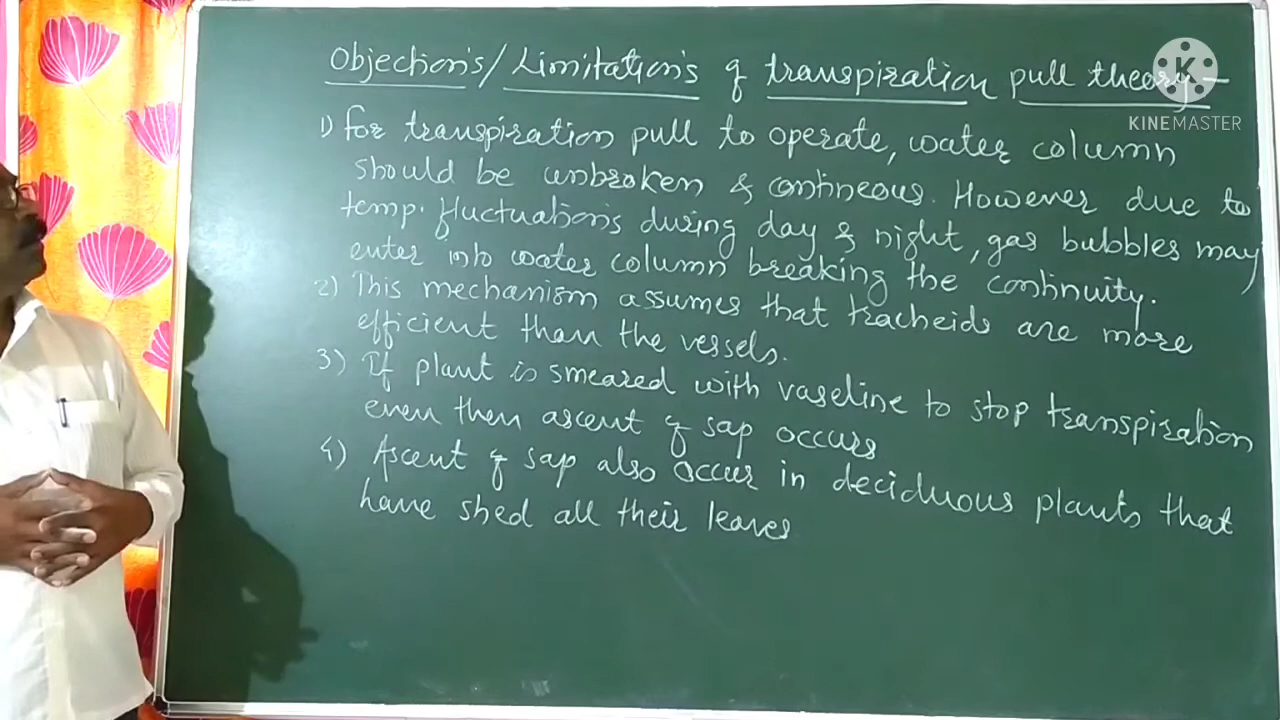 Objection's/Limitation's of transpiration pull theory-
1) For transpiration pull to operate, water column
should be unbroken & contineous. However due to
temp. fluctuation's during day & night, gas bubbles may
enter into water column breaking the continuity.
2) This mechanism assumes that tracheids are more
efficient than the vessels.
3) If plant is smeared with vaseline to stop transpiration
even then ascent of sap occurs
4) Ascent of sap also occur in deciduous plants that
have shed all their leaves
K
KINEMASTER